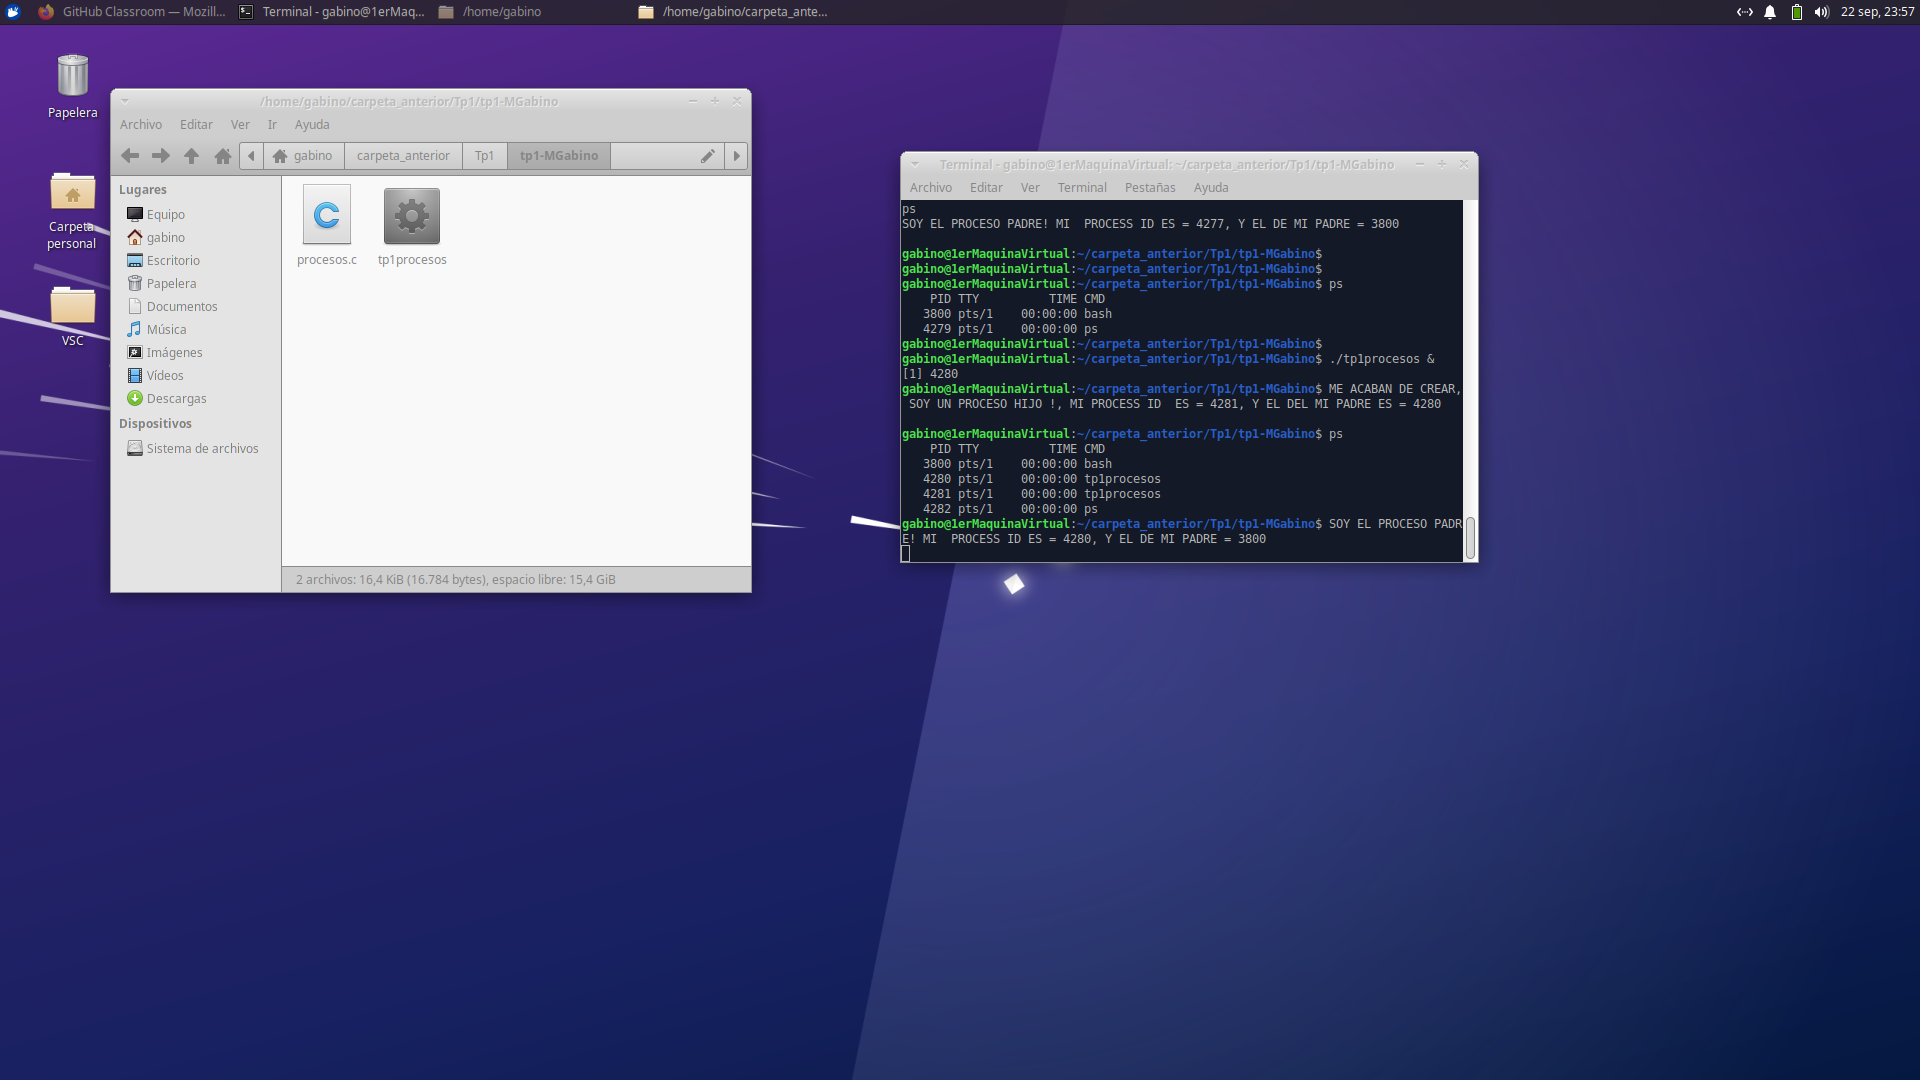 GitHub Classroom — Mozill...
Terminal - gabino@1erMaq...
/home/gabino
/home/gabino/carpeta_ante...
22 sep, 23:57
Papelera
Carpeta
personal
VSC
/home/gabino/carpeta_anterior/Tp1/tp1-MGabino
Archivo Editar Ver Ir Ayuda
gabino carpeta_anterior Tp1 tp1-MGabino
Lugares
Equipo
gabino
Escritorio
Papelera
Documentos
Música
Imágenes
Vídeos
Descargas
Dispositivos
Sistema de archivos
procesos.c
tp1procesos
2 archivos: 16,4 KiB (16.784 bytes), espacio libre: 15,4 GiB
Terminal - gabino@1erMaquinaVirtual: ~/carpeta_anterior/Tp1/tp1-MGabino
Archivo Editar Ver Terminal Pestañas Ayuda
ps
SOY EL PROCESO PADRE! MI  PROCESS ID ES = 4277, Y EL DE MI PADRE = 3800
gabino@1erMaquinaVirtual:~/carpeta_anterior/Tp1/tp1-MGabino$
gabino@1erMaquinaVirtual:~/carpeta_anterior/Tp1/tp1-MGabino$
gabino@1erMaquinaVirtual:~/carpeta_anterior/Tp1/tp1-MGabino$ ps
    PID TTY          TIME CMD
   3800 pts/1    00:00:00 bash
   4279 pts/1    00:00:00 ps
gabino@1erMaquinaVirtual:~/carpeta_anterior/Tp1/tp1-MGabino$
gabino@1erMaquinaVirtual:~/carpeta_anterior/Tp1/tp1-MGabino$ ./tp1procesos &
[1] 4280
gabino@1erMaquinaVirtual:~/carpeta_anterior/Tp1/tp1-MGabino$ ME ACABAN DE CREAR,
 SOY UN PROCESO HIJO !, MI PROCESS ID  ES = 4281, Y EL DEL MI PADRE ES = 4280
gabino@1erMaquinaVirtual:~/carpeta_anterior/Tp1/tp1-MGabino$ ps
    PID TTY          TIME CMD
   3800 pts/1    00:00:00 bash
   4280 pts/1    00:00:00 tp1procesos
   4281 pts/1    00:00:00 tp1procesos
   4282 pts/1    00:00:00 ps
gabino@1erMaquinaVirtual:~/carpeta_anterior/Tp1/tp1-MGabino$ SOY EL PROCESO PADR
E! MI  PROCESS ID ES = 4280, Y EL DE MI PADRE = 3800